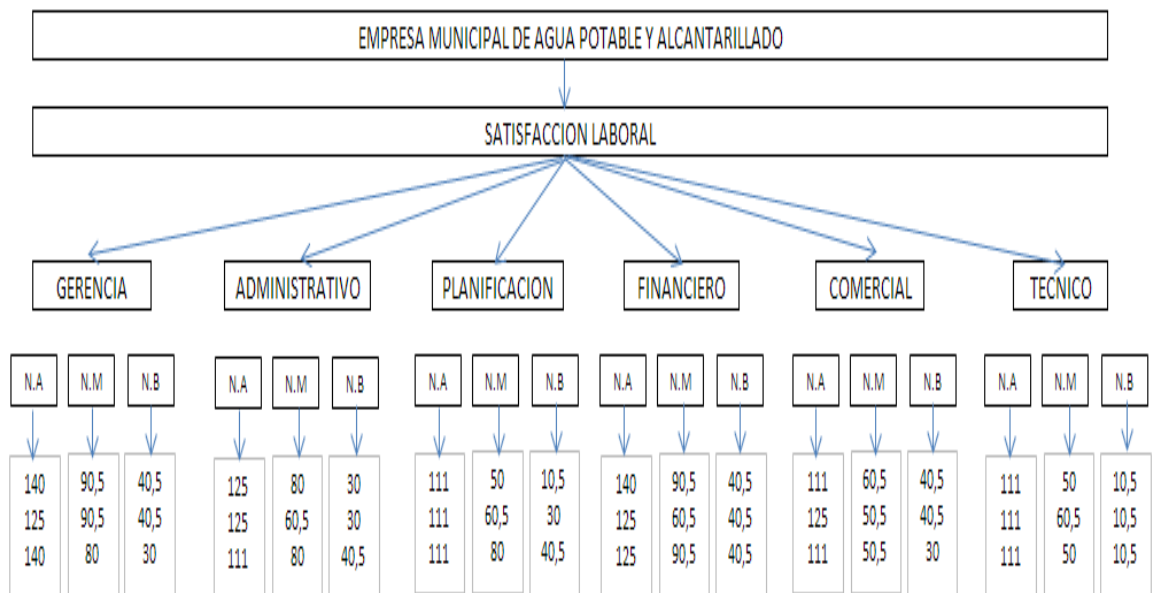 EMPRESA MUNICIPAL DE AGUA POTABLE Y ALCANTARILLADO
SATISFACCION LABORAL
GERENCIA ADMINISTRATIVO PLANIFICACION FINANCIERO COMERCIAL TECNICO
N.A N.M N.B N.A N.M N.B N.A N.M N.B N.A N.M N.B N.A N.M N.B N.A N.M N.B
140 90,5 40,5 125 80 30 111 50 10,5 140 90,5 40,5 111 60,5 40,5 111 50 10,5
125 90,5 40,5 125 60,5 30 111 60,5 30 125 60,5 40,5 125 50,5 40,5 111 60,5 10,5
140 80 30 111 80 40,5 111 80 40,5 125 90,5 40,5 111 50,5 30 111 50 10,5